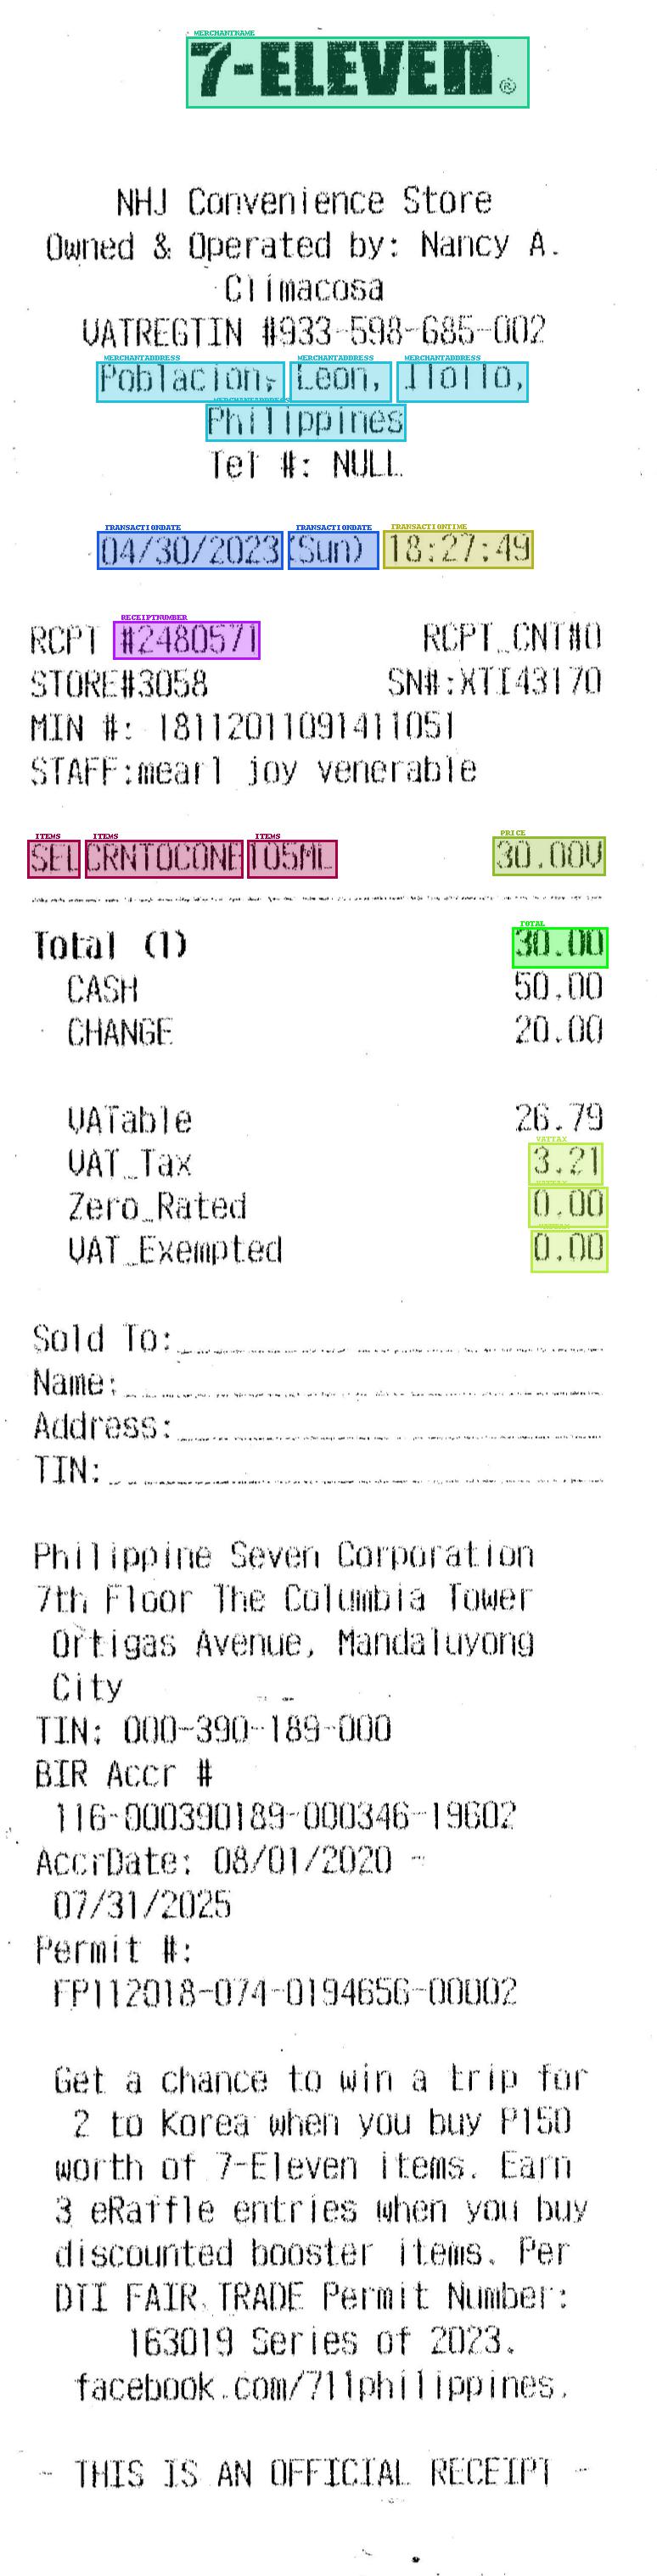 MERCHANTNAME
7-ELEVEN®
NHJ Convenience Store
Owned & Operated by: Nancy A.
Climacosa
VATREGTIN #933-598-685-002
MERCHANTADDRESS MERCHANTADDRESS MERCHANTADDRESS
Poblacion, Leon, Iloilo,
MERCHANTADDRESS
Philippines
Tel #: NULL
TRANSACTIONDATE TRANSACTIONDATE TRANSACTIONTIME
04/30/2023 (Sun) 18:27:49
RECEIPTNUMBER
RCPT #2480571 RCPT_CNT#0
STORE#3058 SN#:XTI43170
MIN #: 18112011091411051
STAFF:mearl joy venerable
ITEMS ITEMS ITEMS PRICE
SEL CRNTOCONE 105ML 30.00V
TOTAL
Total (1) 30.00
CASH 50.00
CHANGE 20.00
VATable 26.79
VATTAX
VAT_Tax 3.21
VATTAX
Zero_Rated 0.00
VATTAX
VAT_Exempted 0.00
Sold To:
Name:
Address:
TIN:
Philippine Seven Corporation
7th Floor The Columbia Tower
Ortigas Avenue, Mandaluyong
City
TIN: 000-390-189-000
BIR Accr #
116-000390189-000346-19602
AccrDate: 08/01/2020 -
07/31/2025
Permit #:
FP112018-074-0194656-00002
Get a chance to win a trip for
2 to Korea when you buy P150
worth of 7-Eleven items. Earn
3 eRaffle entries when you buy
discounted booster items. Per
DTI FAIR TRADE Permit Number:
163019 Series of 2023.
facebook.com/711philippines.
- THIS IS AN OFFICIAL RECEIPT -